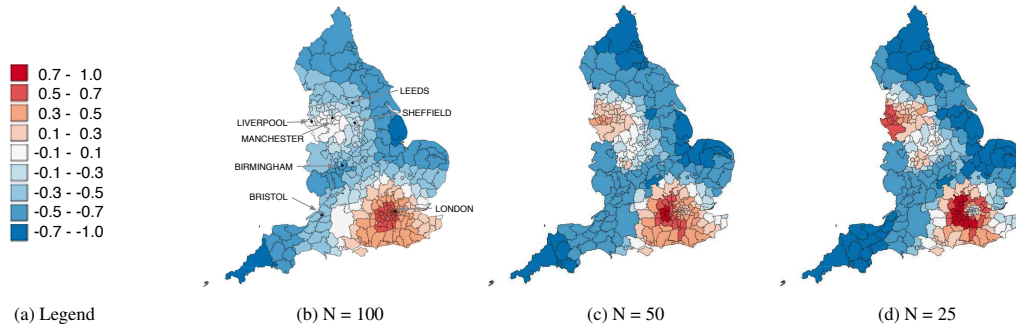 0.7 - 1.0
0.5 - 0.7
0.3 - 0.5
0.1 - 0.3
-0.1 - 0.1
-0.1 - -0.3
-0.3 - -0.5
-0.5 - -0.7
-0.7 - -1.0
LEEDS
SHEFFIELD
LIVERPOOL
MANCHESTER
BIRMINGHAM
BRISTOL
LONDON
(a) Legend
(b) N = 100
(c) N = 50
(d) N = 25